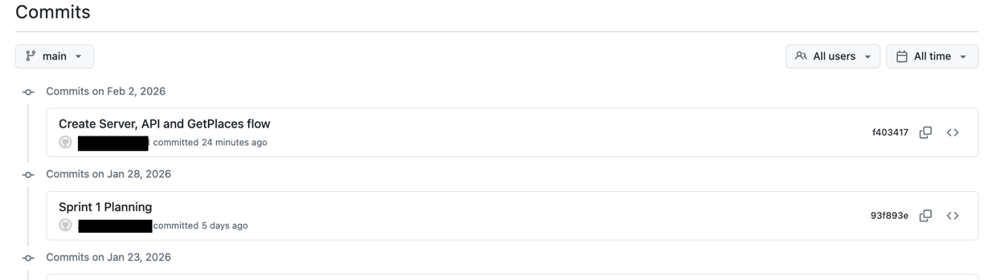 Commits
main
All users
All time
Commits on Feb 2, 2026
Create Server, API and GetPlaces flow
committed 24 minutes ago
f403417
Commits on Jan 28, 2026
Sprint 1 Planning
committed 5 days ago
93f893e
Commits on Jan 23, 2026